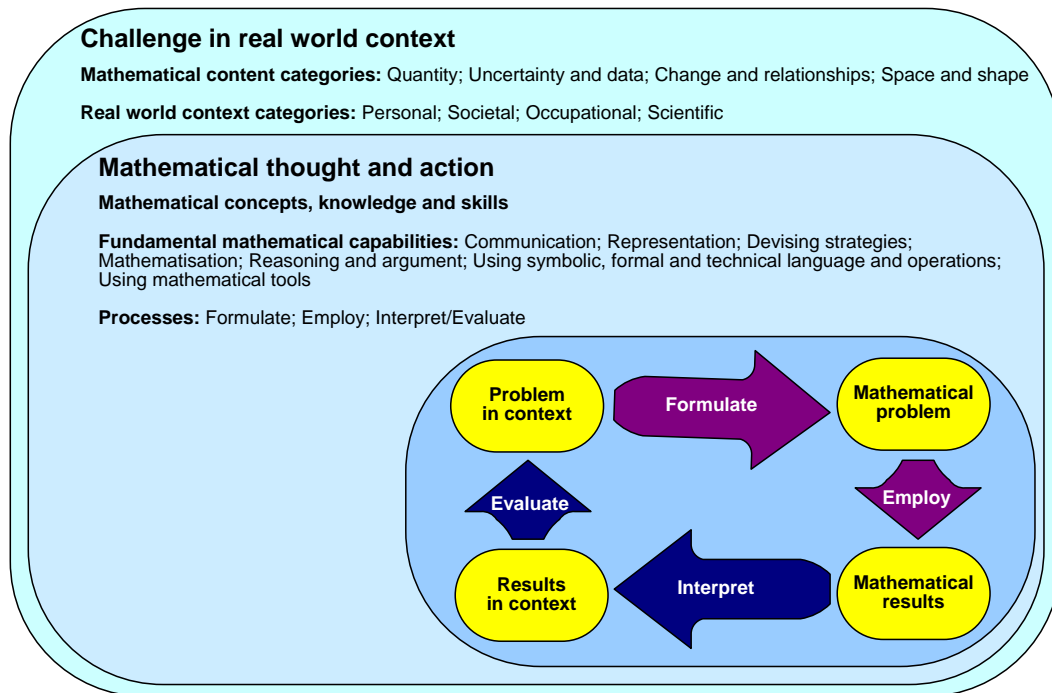 Challenge in real world context
Mathematical content categories: Quantity; Uncertainty and data; Change and relationships; Space and shape
Real world context categories: Personal; Societal; Occupational; Scientific
Mathematical thought and action
Mathematical concepts, knowledge and skills
Fundamental mathematical capabilities: Communication; Representation; Devising strategies;
Mathematisation; Reasoning and argument; Using symbolic, formal and technical language and operations;
Using mathematical tools
Processes: Formulate; Employ; Interpret/Evaluate
Problem
in context
Formulate
Mathematical
problem
Evaluate
Employ
Results
in context
Interpret
Mathematical
results